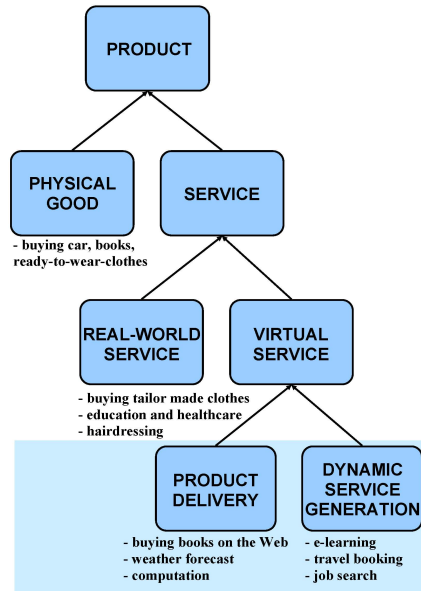 PRODUCT
PHYSICAL
GOOD
SERVICE
- buying car, books,
ready-to-wear-clothes
REAL-WORLD
SERVICE
VIRTUAL
SERVICE
- buying tailor made clothes
- education and healthcare
- hairdressing
PRODUCT
DELIVERY
DYNAMIC
SERVICE
GENERATION
- buying books on the Web
- weather forecast
- computation
- e-learning
- travel booking
- job search